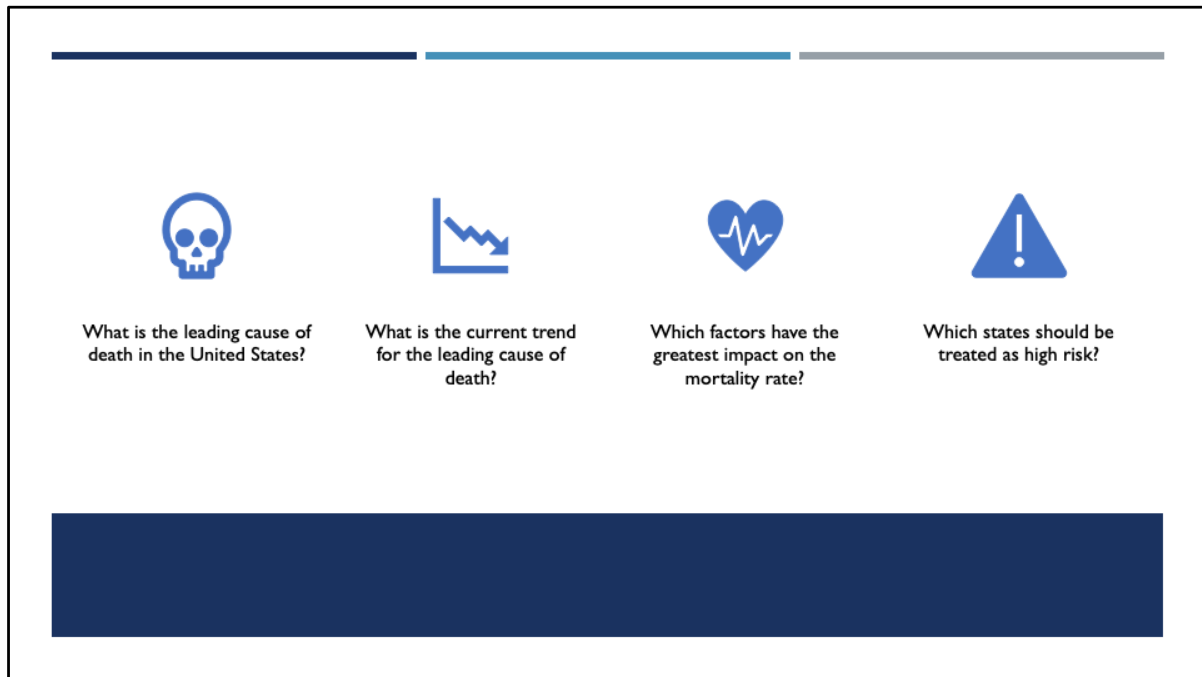 What is the leading cause of
death in the United States?
What is the current trend
for the leading cause of
death?
Which factors have the
greatest impact on the
mortality rate?
Which states should be
treated as high risk?